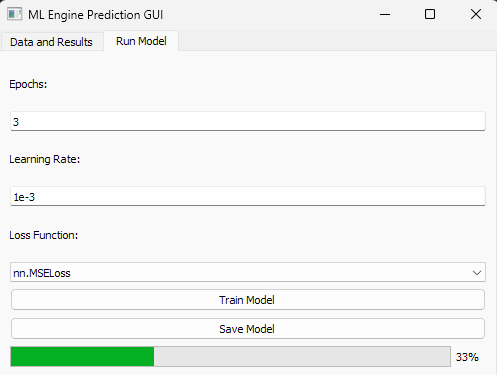 ML Engine Prediction GUI
Data and Results Run Model
Epochs:
3
Learning Rate:
1e-3
Loss Function:
nn.MSELoss
Train Model
Save Model
33%